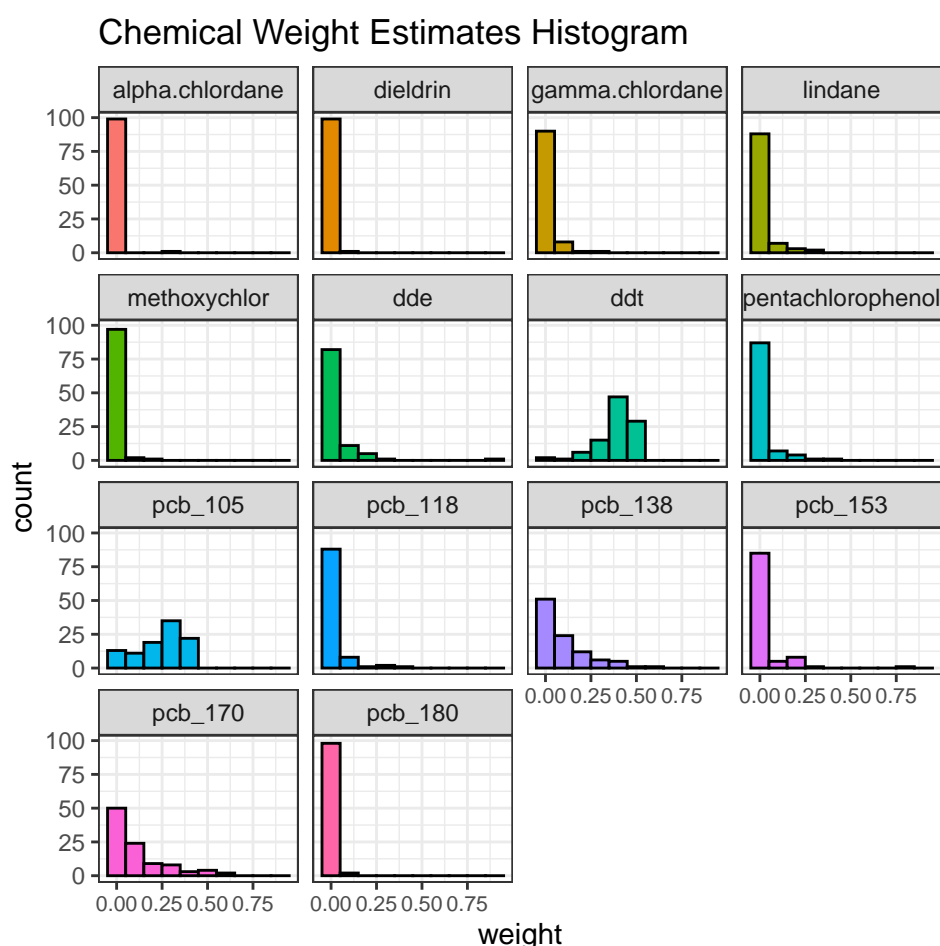 Chemical Weight Estimates Histogram
alpha.chlordane dieldrin gamma.chlordane lindane
100
75
50
25
0
methoxychlor dde ddt pentachlorophenol
100
75
50
25
0
count
pcb_105 pcb_118 pcb_138 pcb_153
100
75
50
25
0
0.00 0.25 0.50 0.75 0.00 0.25 0.50 0.75
pcb_170 pcb_180
100
75
50
25
0
0.00 0.25 0.50 0.75 0.00 0.25 0.50 0.75
weight